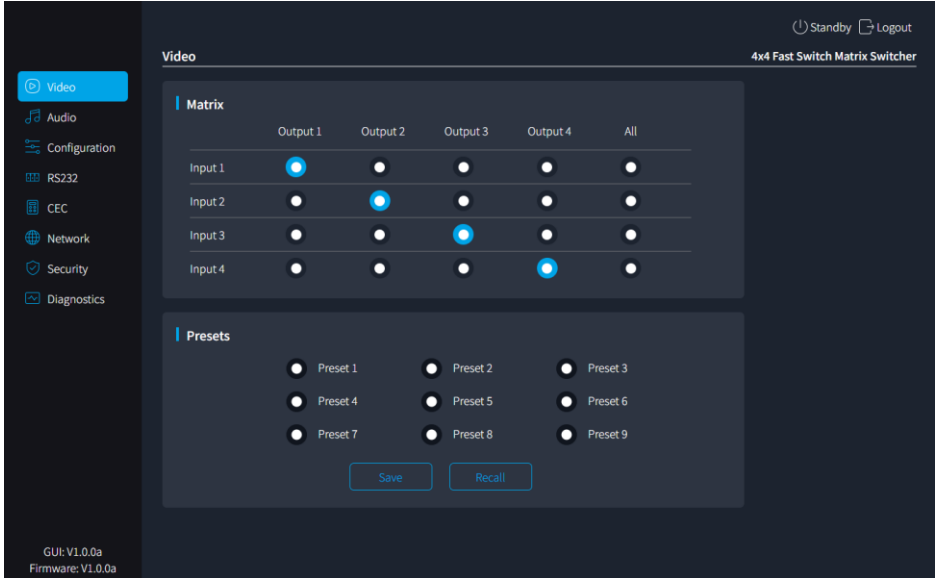 Standby Logout
Video 4x4 Fast Switch Matrix Switcher
Video
Audio
Configuration
RS232
CEC
Network
Security
Diagnostics
Matrix
Output 1 Output 2 Output 3 Output 4 All
Input 1
Input 2
Input 3
Input 4
Presets
Preset 1 Preset 2 Preset 3
Preset 4 Preset 5 Preset 6
Preset 7 Preset 8 Preset 9
Save Recall
GUI: V1.0.0a
Firmware: V1.0.0a